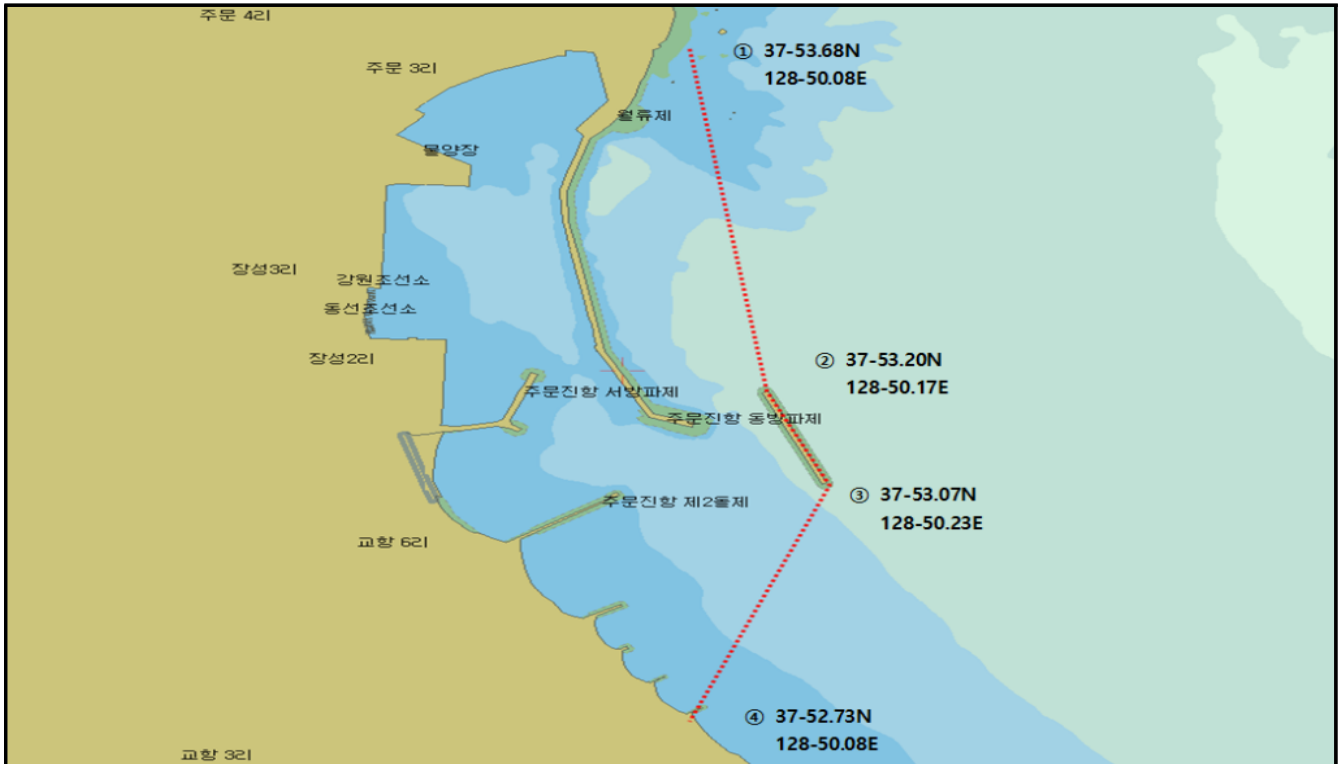 주문 4리
① 37-53.68N
128-50.08E
주문 3리
월류제
물양장
장성3리
강원조선소
동선조선소
장성2리
② 37-53.20N
128-50.17E
주문진항 서방파제
주문진항 동방파제
③ 37-53.07N
128-50.23E
주문진항 제2돌제
교항 6리
④ 37-52.73N
128-50.08E
교항 3리